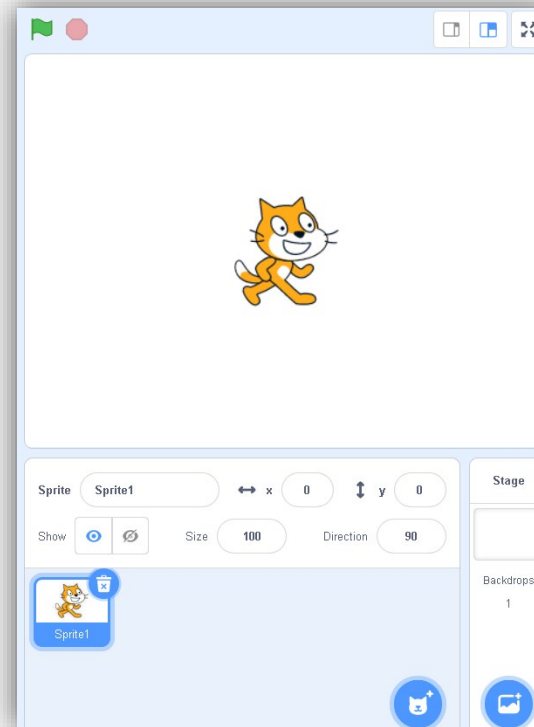 Sprite Sprite1 x 0 y 0
Show Size 100 Direction 90
Sprite1
Stage
Backdrops
1